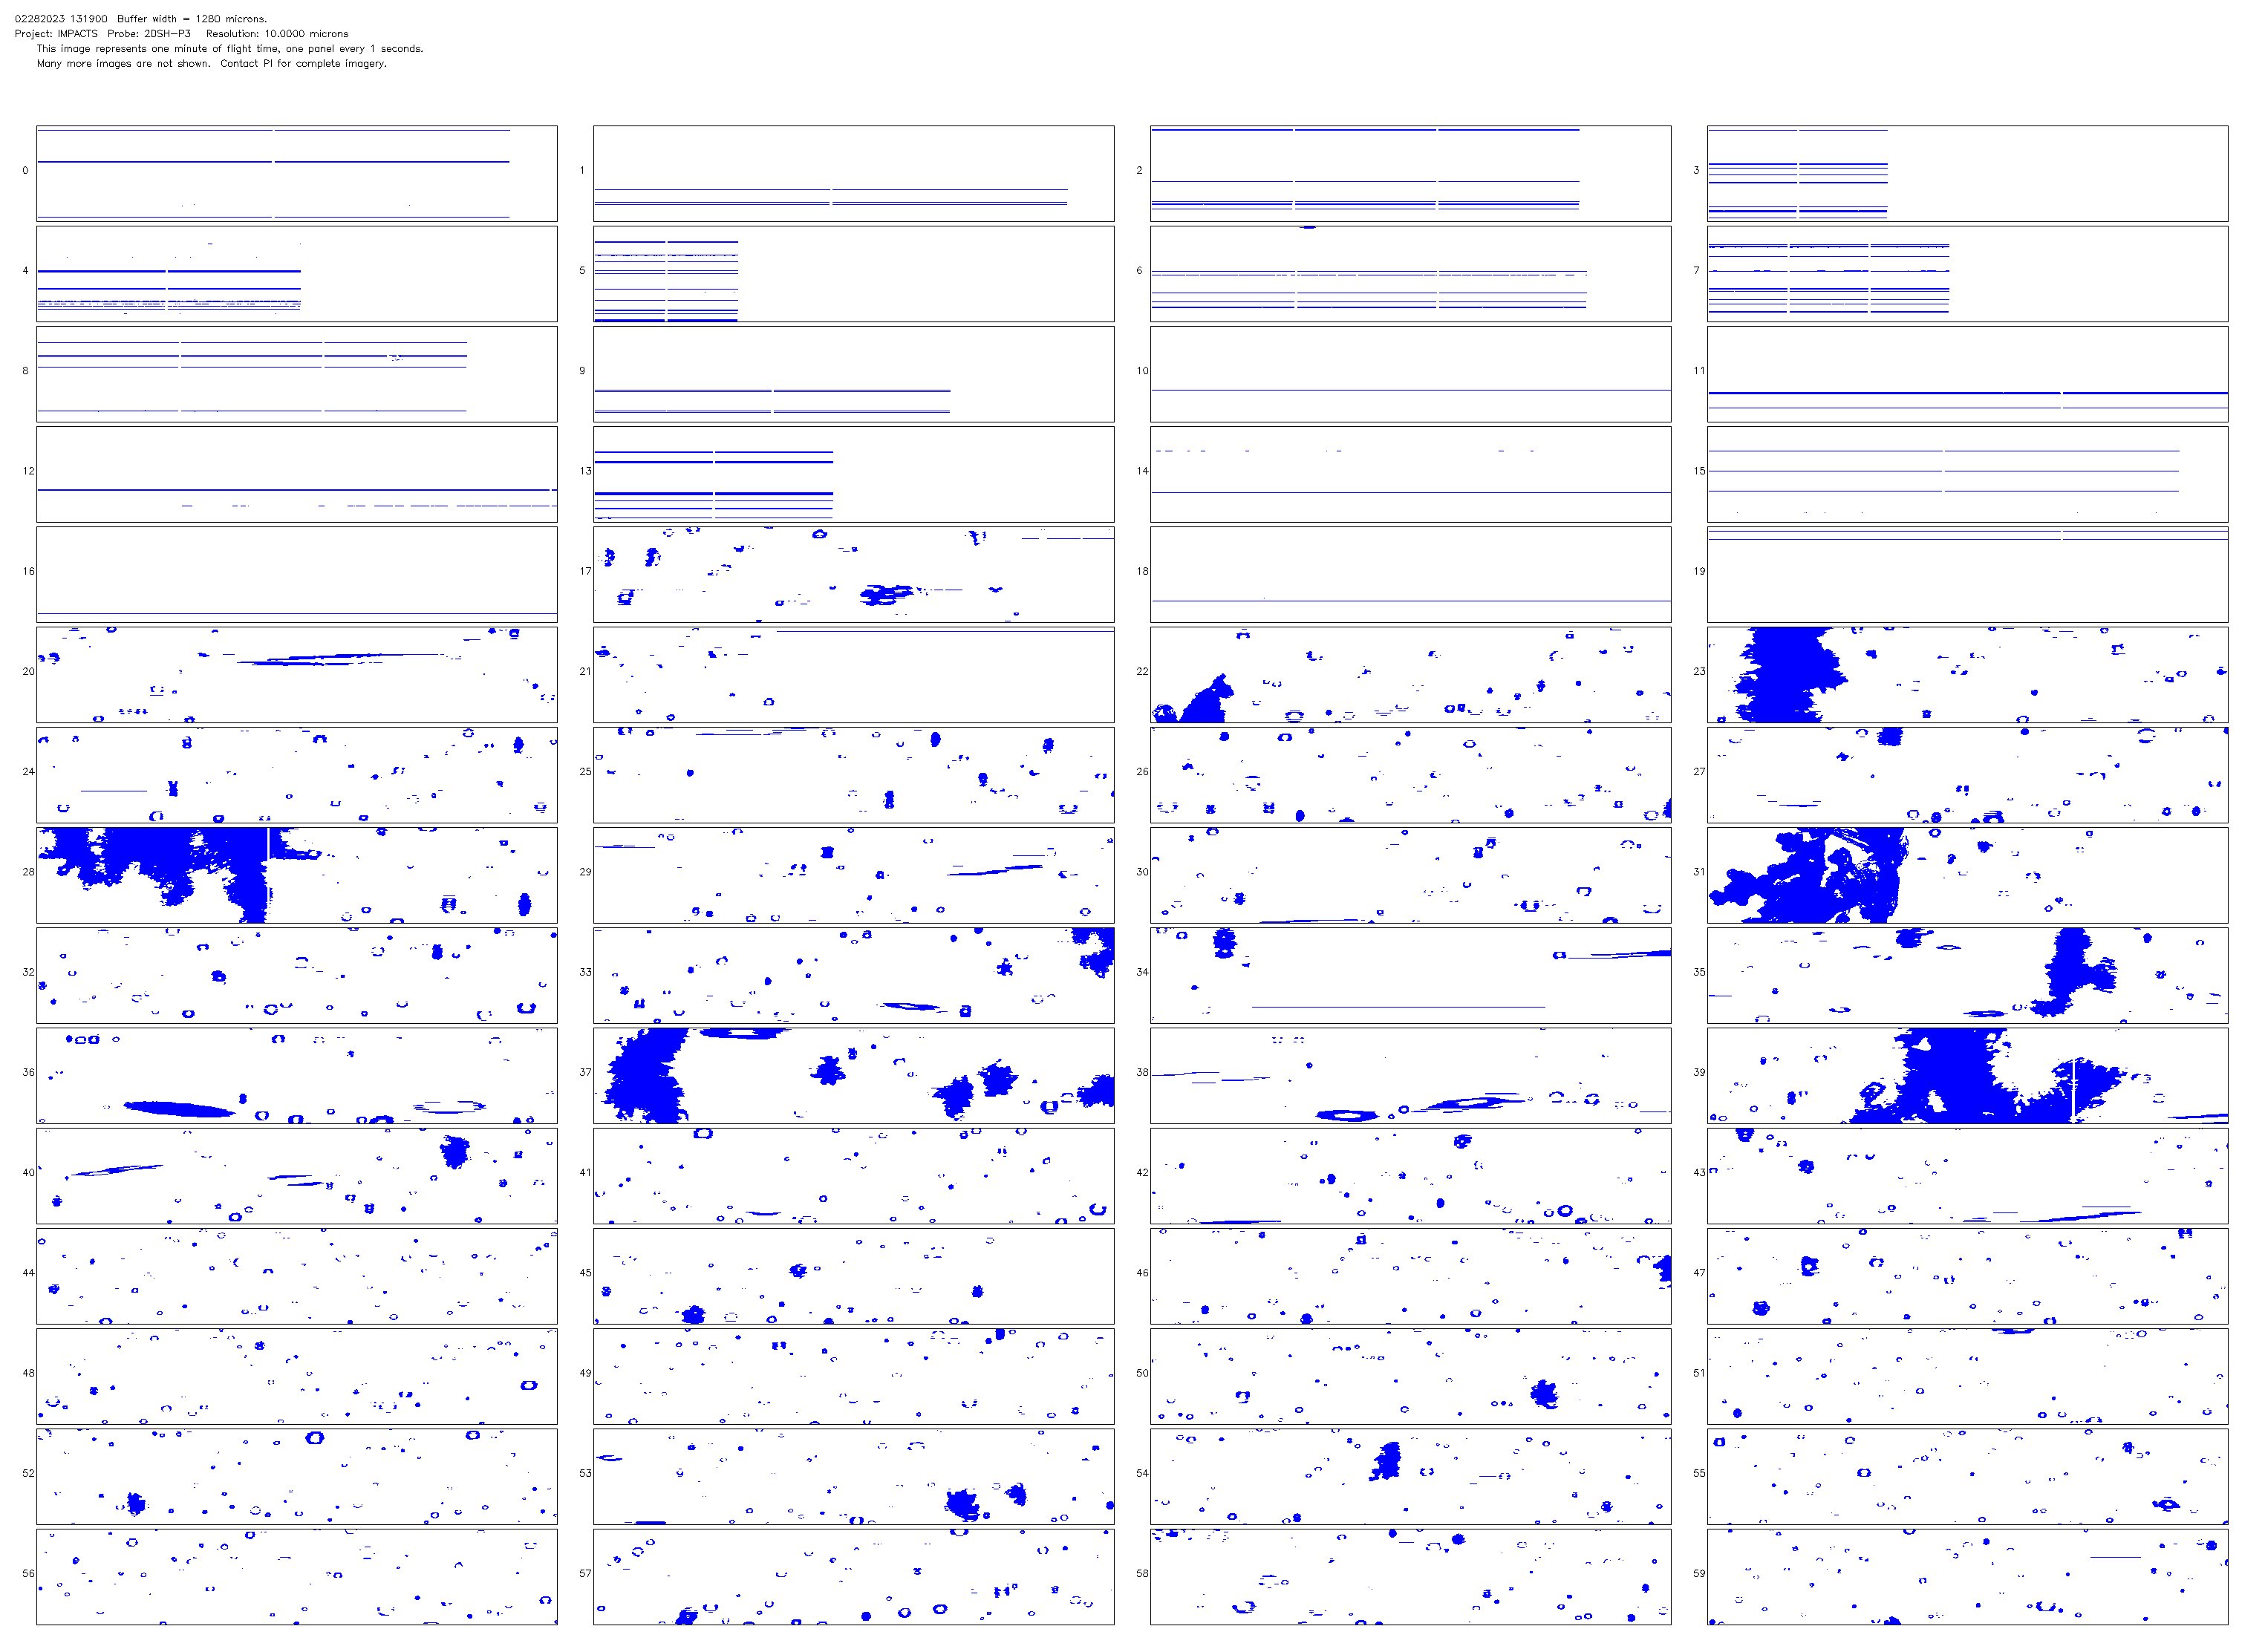 02282023 131900 Buffer width = 1280 microns.
Project: IMPACTS Probe: 2DSH-P3 Resolution: 10.0000 microns
This image represents one minute of flight time, one panel every 1 seconds.
Many more images are not shown. Contact PI for complete imagery.
0 1 2 3
4 5 6 7
8 9 10 11
12 13 14 15
16 17 18 19
20 21 22 23
24 25 26 27
28 29 30 31
32 33 34 35
36 37 38 39
40 41 42 43
44 45 46 47
48 49 50 51
52 53 54 55
56 57 58 59